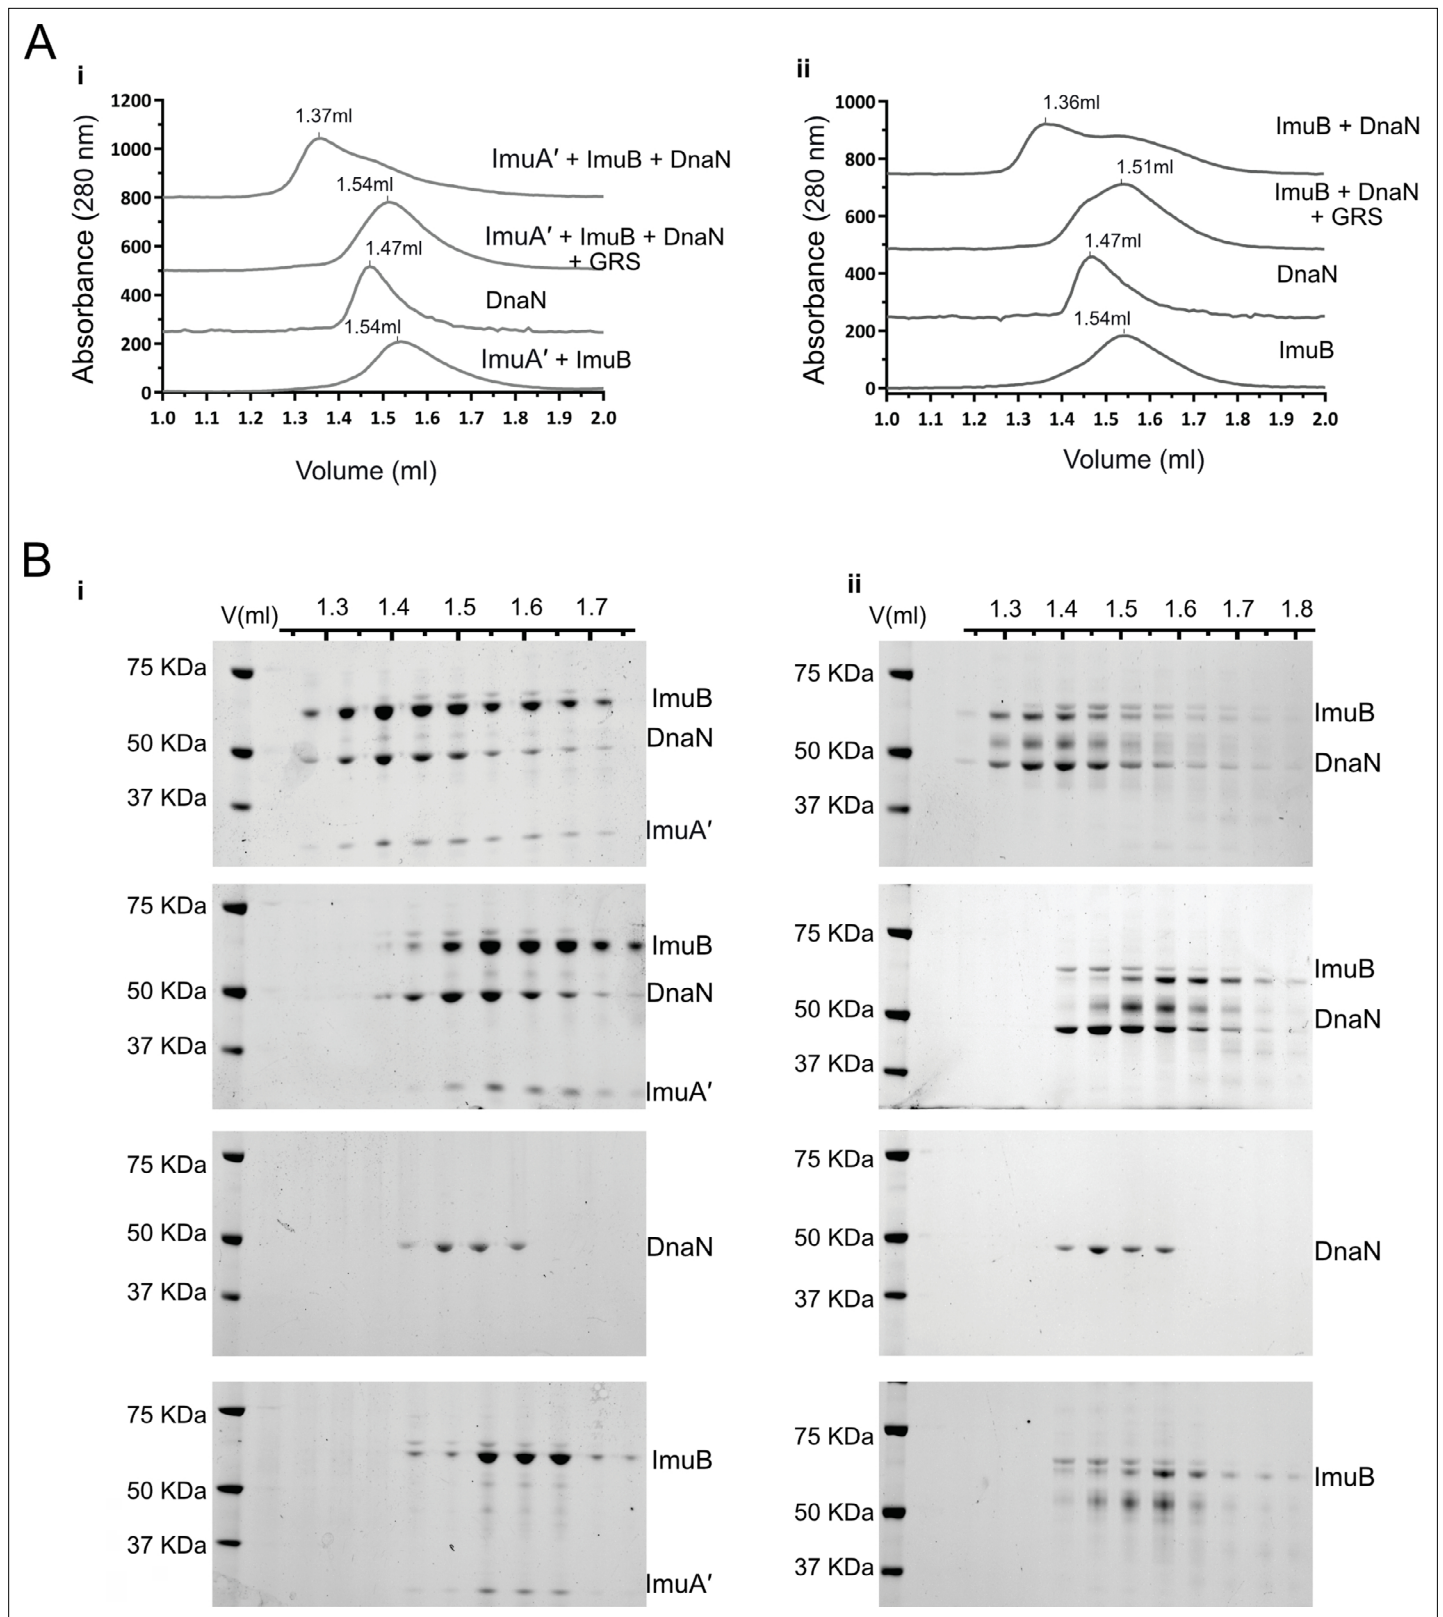 A
i
1200
1000
800
600
400
200
0
1.37ml
1.54ml
1.47ml
1.54ml
ImuA′ + ImuB + DnaN
ImuA′ + ImuB + DnaN
+ GRS
DnaN
ImuA′ + ImuB
Absorbance (280 nm)
1.0 1.1 1.2 1.3 1.4 1.5 1.6 1.7 1.8 1.9 2.0
Volume (ml)
ii
1000
800
600
400
200
0
1.36ml
1.51ml
1.47ml
1.54ml
ImuB + DnaN
ImuB + DnaN
+ GRS
DnaN
ImuB
Absorbance (280 nm)
1.0 1.1 1.2 1.3 1.4 1.5 1.6 1.7 1.8 1.9 2.0
Volume (ml)
B
i
V(ml) 1.3 1.4 1.5 1.6 1.7
75 KDa
50 KDa
37 KDa
ImuB
DnaN
ImuA′
75 KDa
50 KDa
37 KDa
ImuB
DnaN
ImuA′
75 KDa
50 KDa
37 KDa
DnaN
75 KDa
50 KDa
37 KDa
ImuB
ImuA′
ii
V(ml) 1.3 1.4 1.5 1.6 1.7 1.8
75 KDa
50 KDa
37 KDa
ImuB
DnaN
75 KDa
50 KDa
37 KDa
ImuB
DnaN
75 KDa
50 KDa
37 KDa
DnaN
75 KDa
50 KDa
37 KDa
ImuB